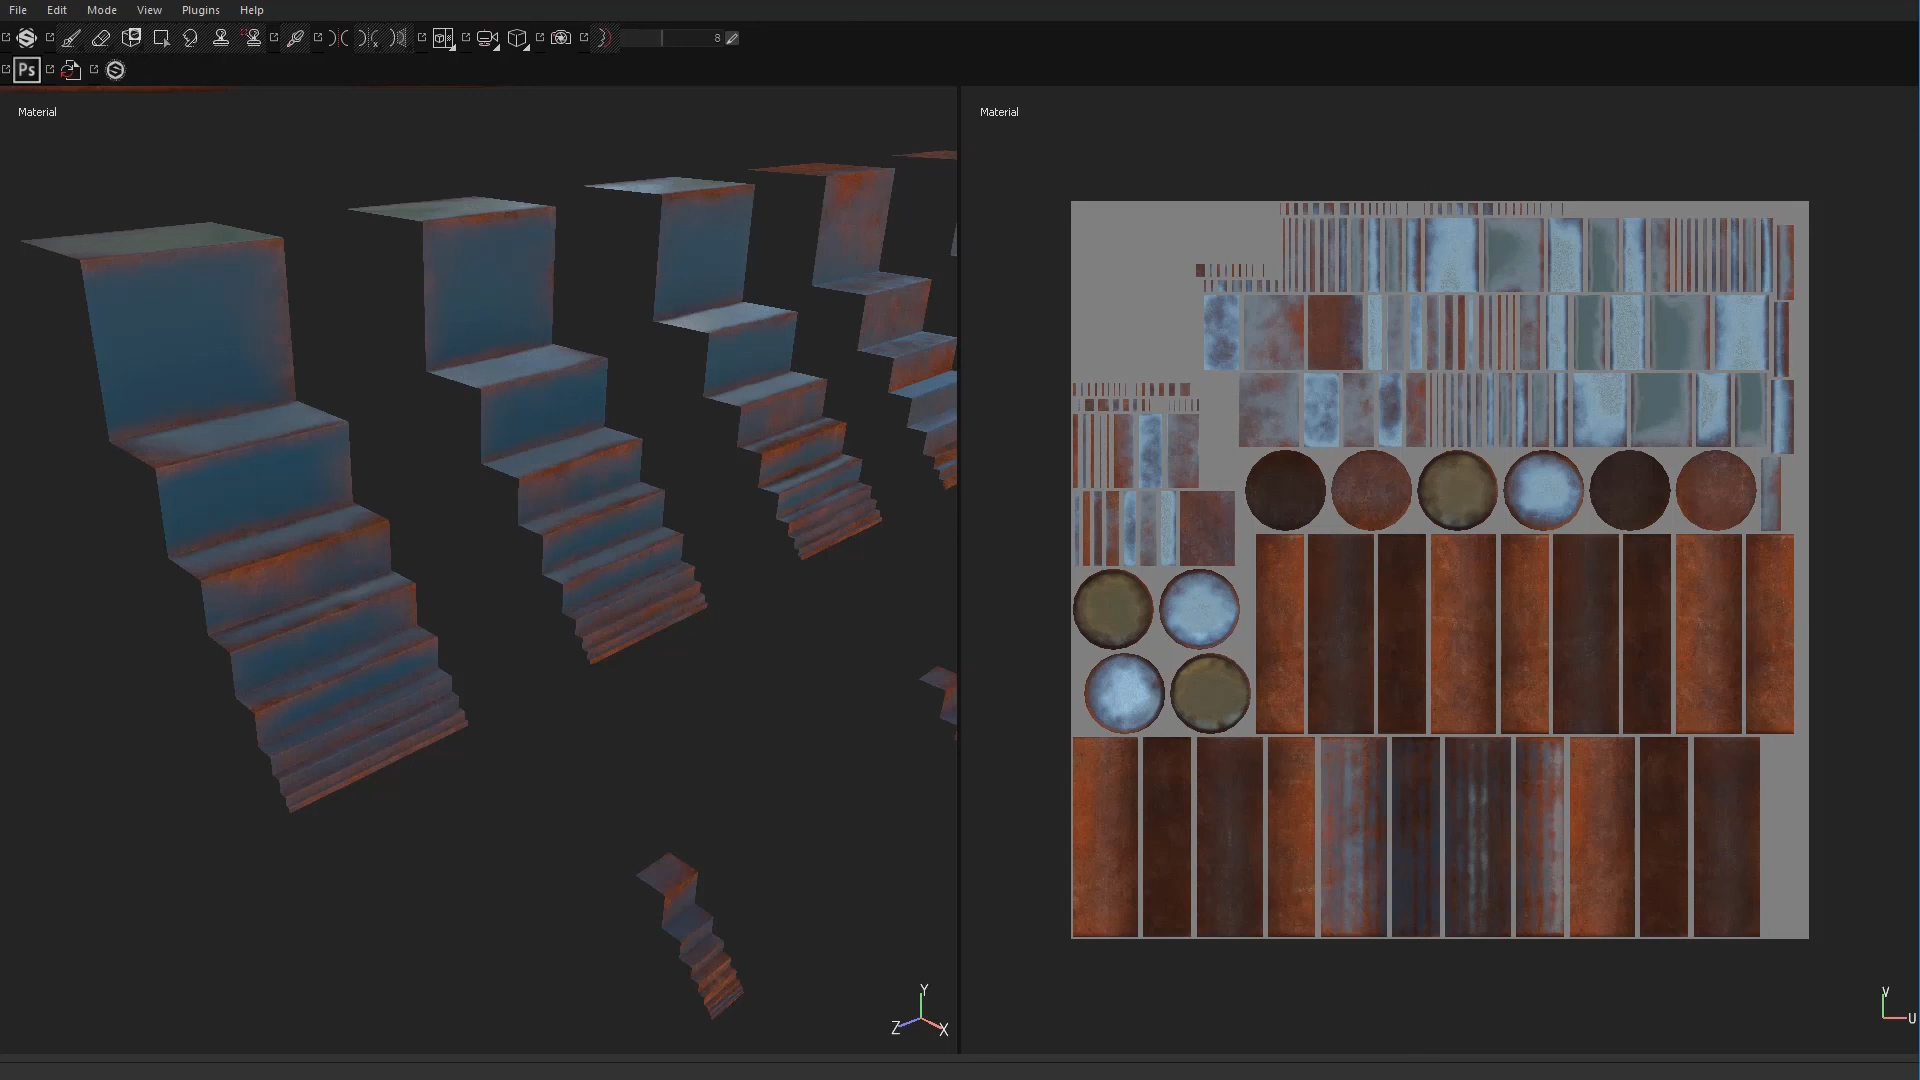 File Edit Mode View Plugins Help
8
Ps
Material
Material
Y
Z X
V
U